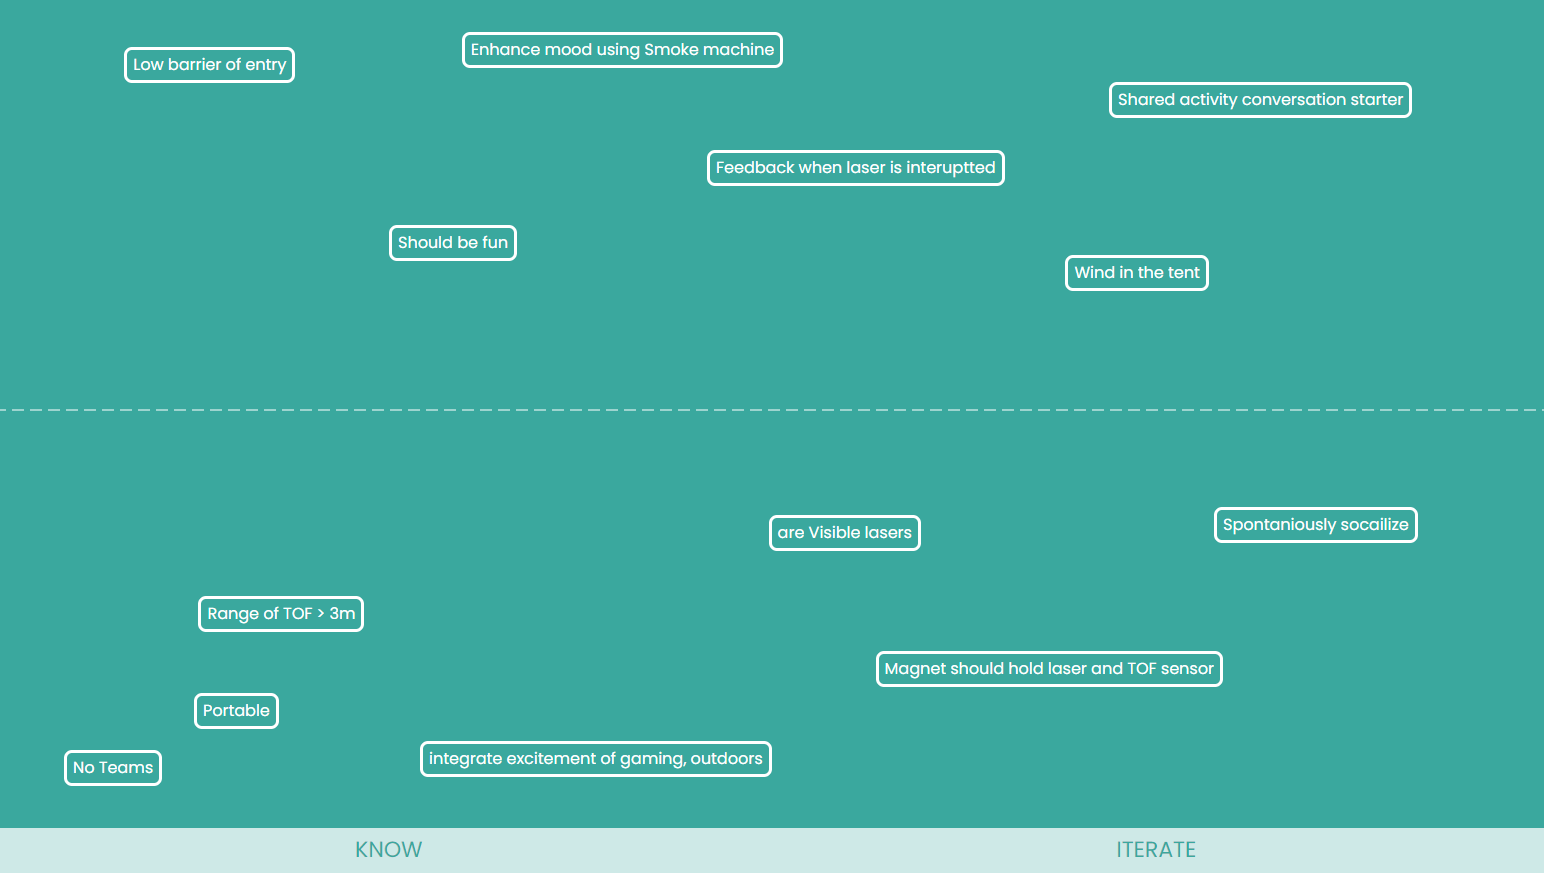 Low barrier of entry
Enhance mood using Smoke machine
Shared activity conversation starter
Feedback when laser is interuptted
Should be fun
Wind in the tent
are Visible lasers
Spontaniously socailize
Range of TOF > 3m
Magnet should hold laser and TOF sensor
Portable
No Teams
integrate excitement of gaming, outdoors
KNOW
ITERATE